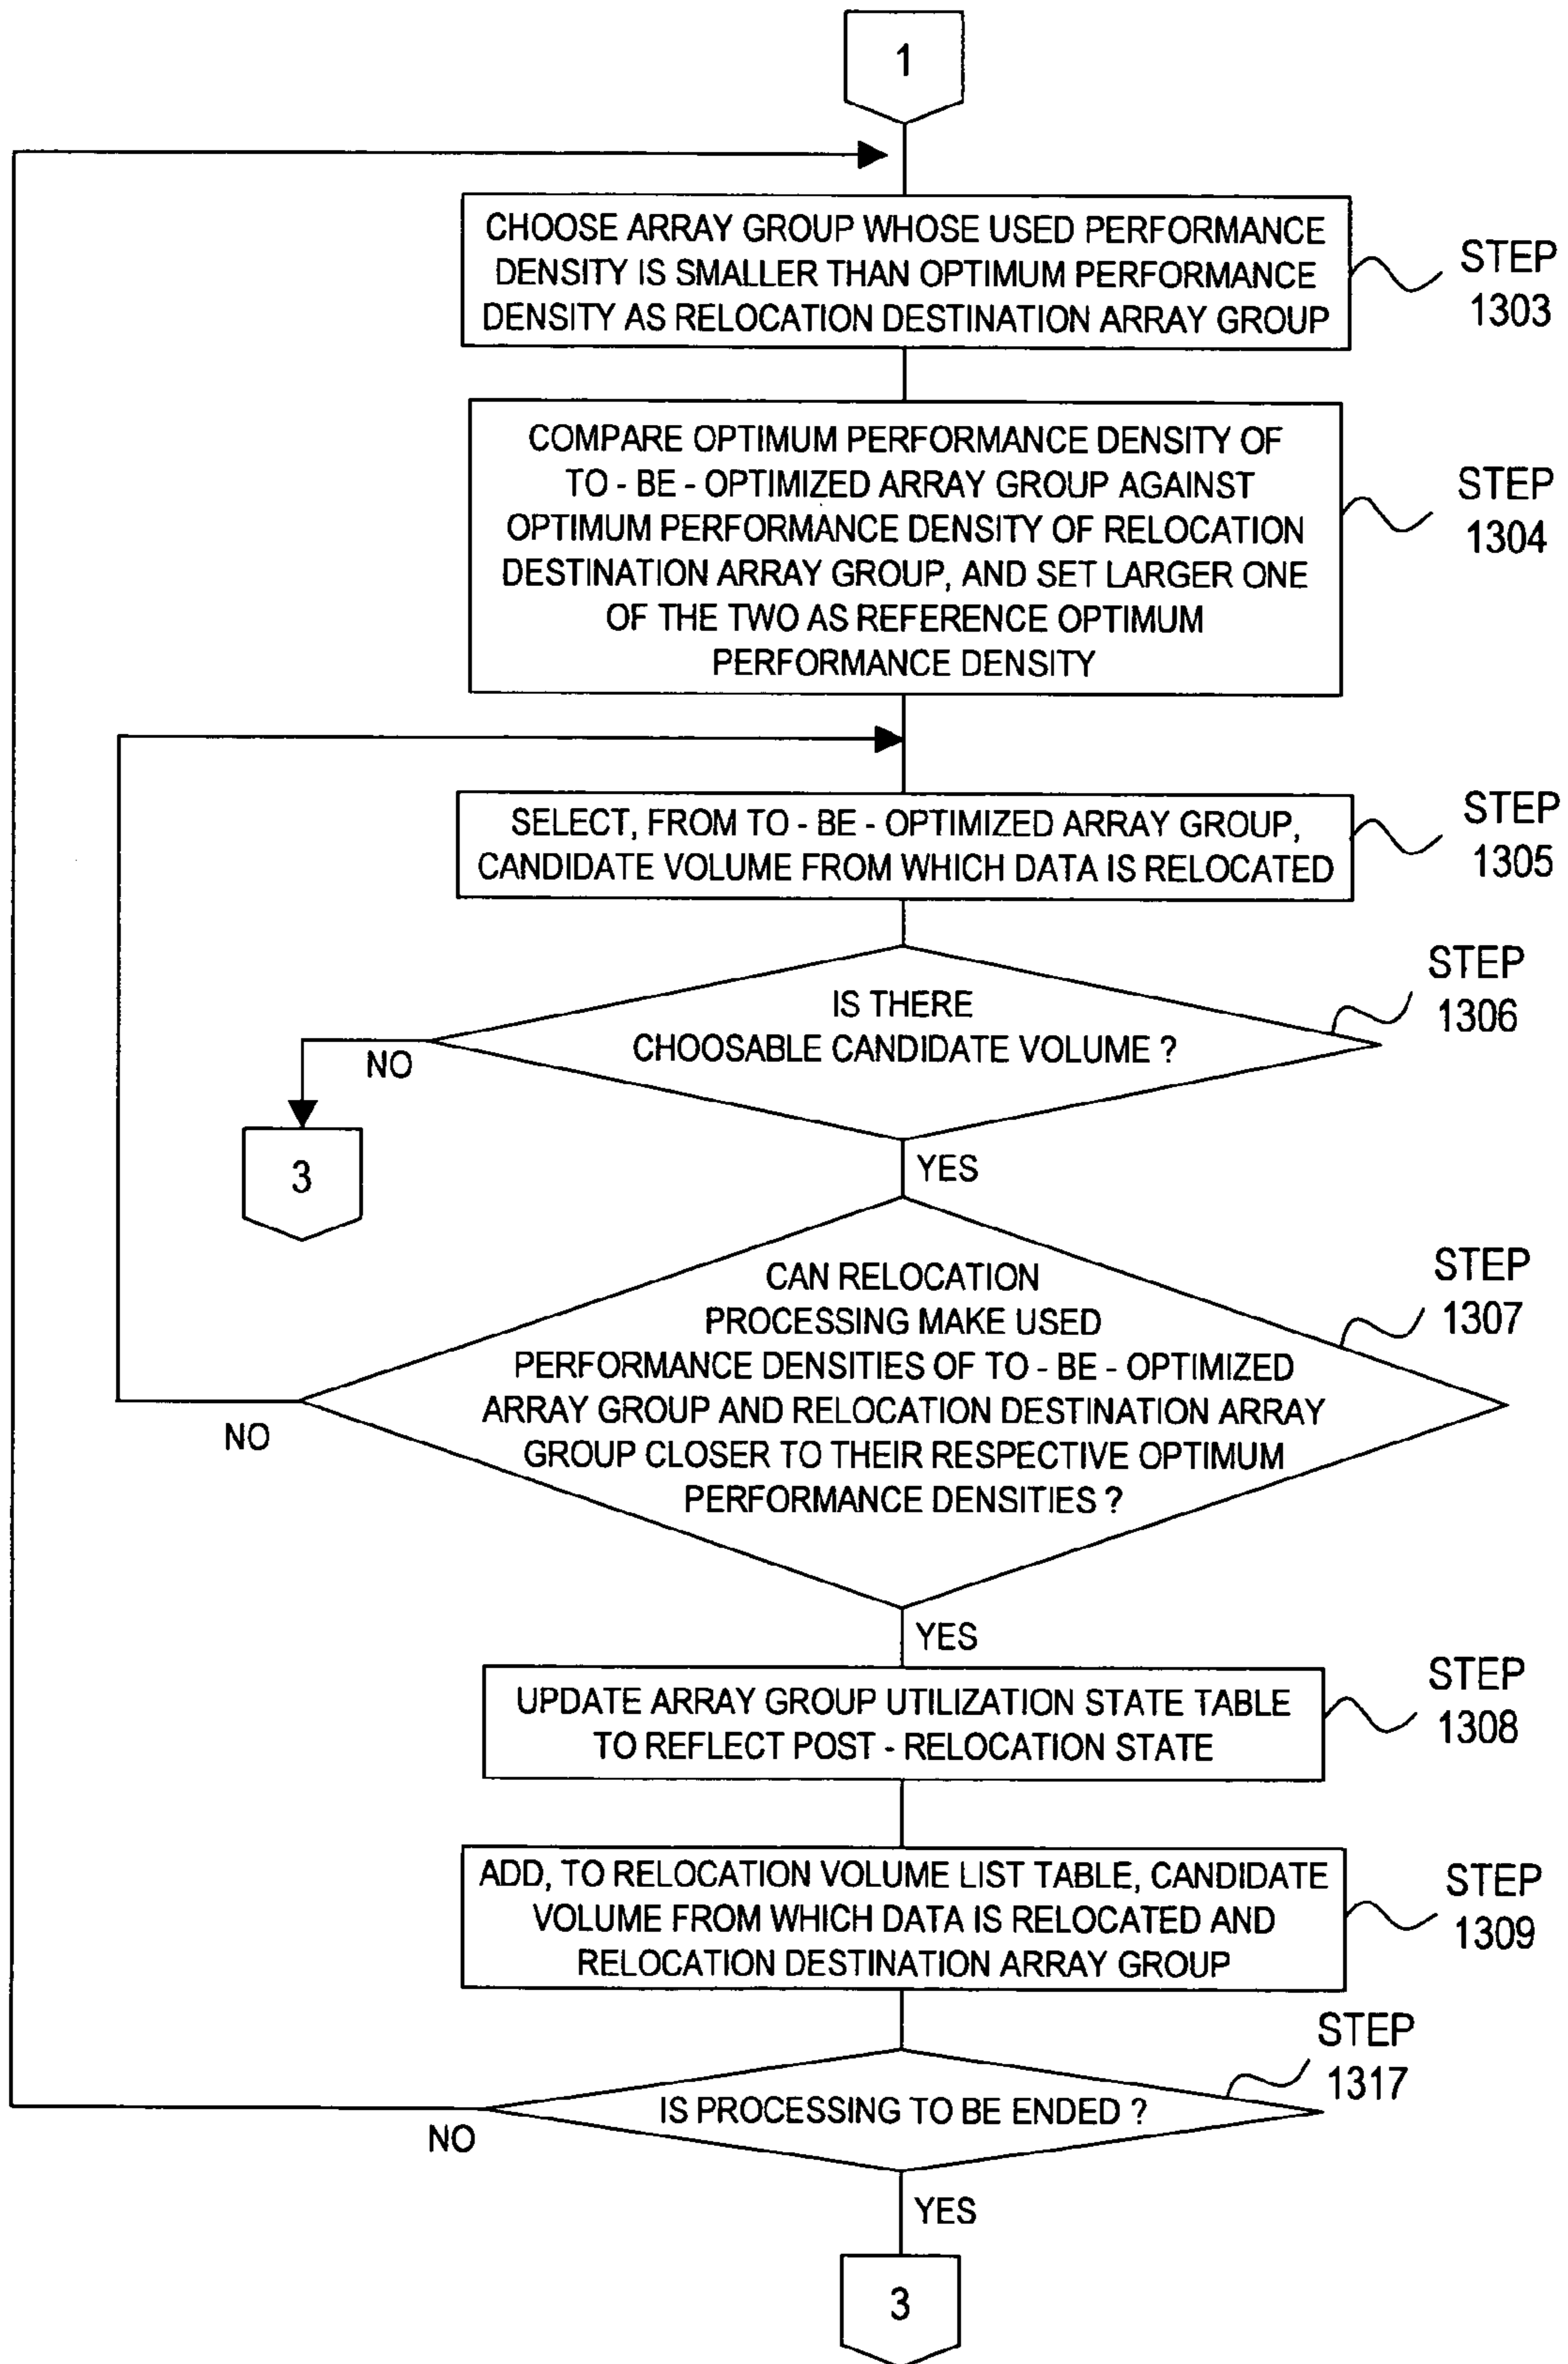 1
CHOOSE ARRAY GROUP WHOSE USED PERFORMANCE
DENSITY IS SMALLER THAN OPTIMUM PERFORMANCE
DENSITY AS RELOCATION DESTINATION ARRAY GROUP
STEP
1303
COMPARE OPTIMUM PERFORMANCE DENSITY OF
TO - BE - OPTIMIZED ARRAY GROUP AGAINST
OPTIMUM PERFORMANCE DENSITY OF RELOCATION
DESTINATION ARRAY GROUP, AND SET LARGER ONE
OF THE TWO AS REFERENCE OPTIMUM
PERFORMANCE DENSITY
STEP
1304
SELECT, FROM TO - BE - OPTIMIZED ARRAY GROUP,
CANDIDATE VOLUME FROM WHICH DATA IS RELOCATED
STEP
1305
IS THERE
CHOOSABLE CANDIDATE VOLUME ?
STEP
1306
NO
3
YES
CAN RELOCATION
PROCESSING MAKE USED
PERFORMANCE DENSITIES OF TO - BE - OPTIMIZED
ARRAY GROUP AND RELOCATION DESTINATION ARRAY
GROUP CLOSER TO THEIR RESPECTIVE OPTIMUM
PERFORMANCE DENSITIES ?
STEP
1307
NO
YES
UPDATE ARRAY GROUP UTILIZATION STATE TABLE
TO REFLECT POST - RELOCATION STATE
STEP
1308
ADD, TO RELOCATION VOLUME LIST TABLE, CANDIDATE
VOLUME FROM WHICH DATA IS RELOCATED AND
RELOCATION DESTINATION ARRAY GROUP
STEP
1309
IS PROCESSING TO BE ENDED ?
STEP
1317
NO
YES
3